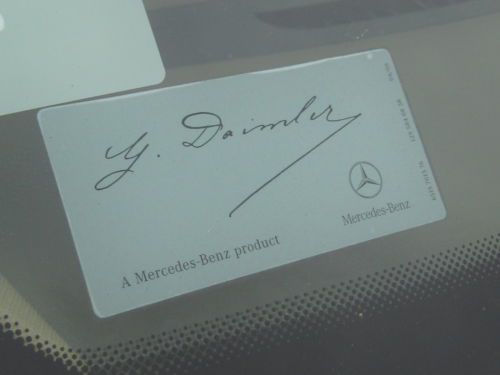 G. Daimler
Mercedes-Benz
A Mercedes-Benz product